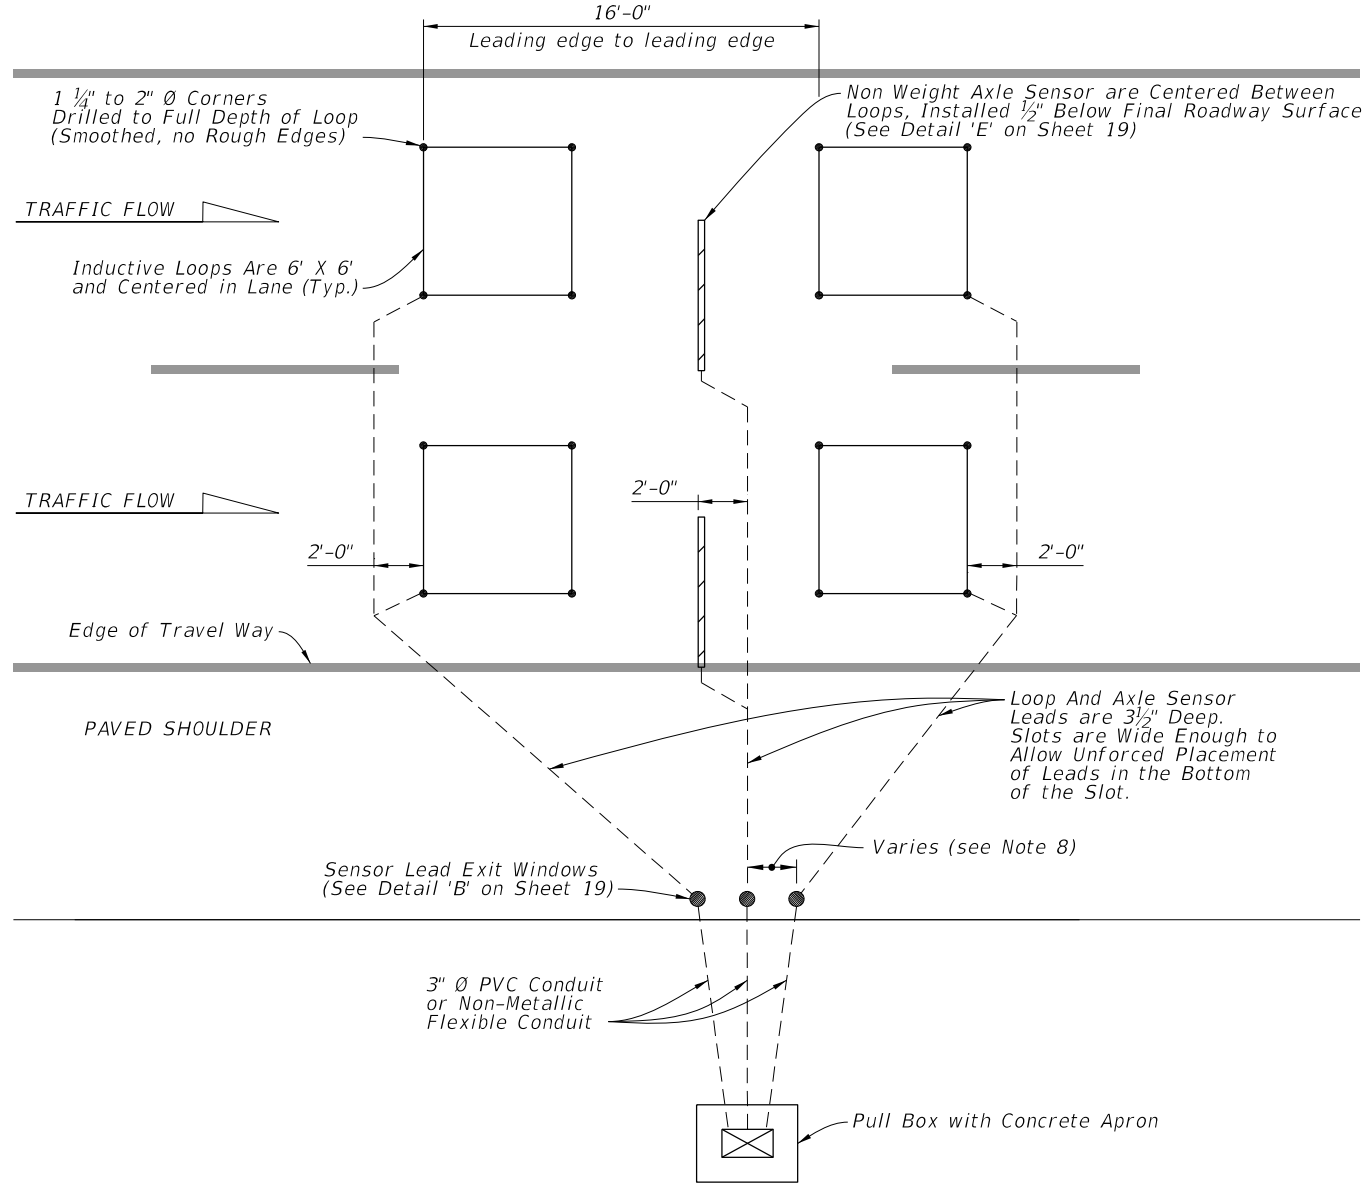 16'-0"
Leading edge to leading edge
1 ¼" to 2" Ø Corners
Drilled to Full Depth of Loop
(Smoothed, no Rough Edges)
Non Weight Axle Sensor are Centered Between
Loops, Installed ½" Below Final Roadway Surface
(See Detail 'E' on Sheet 19)
TRAFFIC FLOW
Inductive Loops Are 6' X 6'
and Centered in Lane (Typ.)
TRAFFIC FLOW
2'-0"
2'-0"
2'-0"
Edge of Travel Way
PAVED SHOULDER
Loop And Axle Sensor
Leads are 3½" Deep.
Slots are Wide Enough to
Allow Unforced Placement
of Leads in the Bottom
of the Slot.
Varies (see Note 8)
Sensor Lead Exit Windows
(See Detail 'B' on Sheet 19)
3" Ø PVC Conduit
or Non-Metallic
Flexible Conduit
Pull Box with Concrete Apron